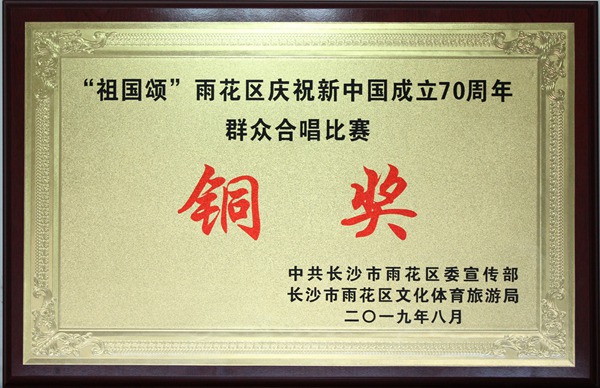 “祖国颂”雨花区庆祝新中国成立70周年
群众合唱比赛
铜奖
中共长沙市雨花区委宣传部
长沙市雨花区文化体育旅游局
二〇一九年八月